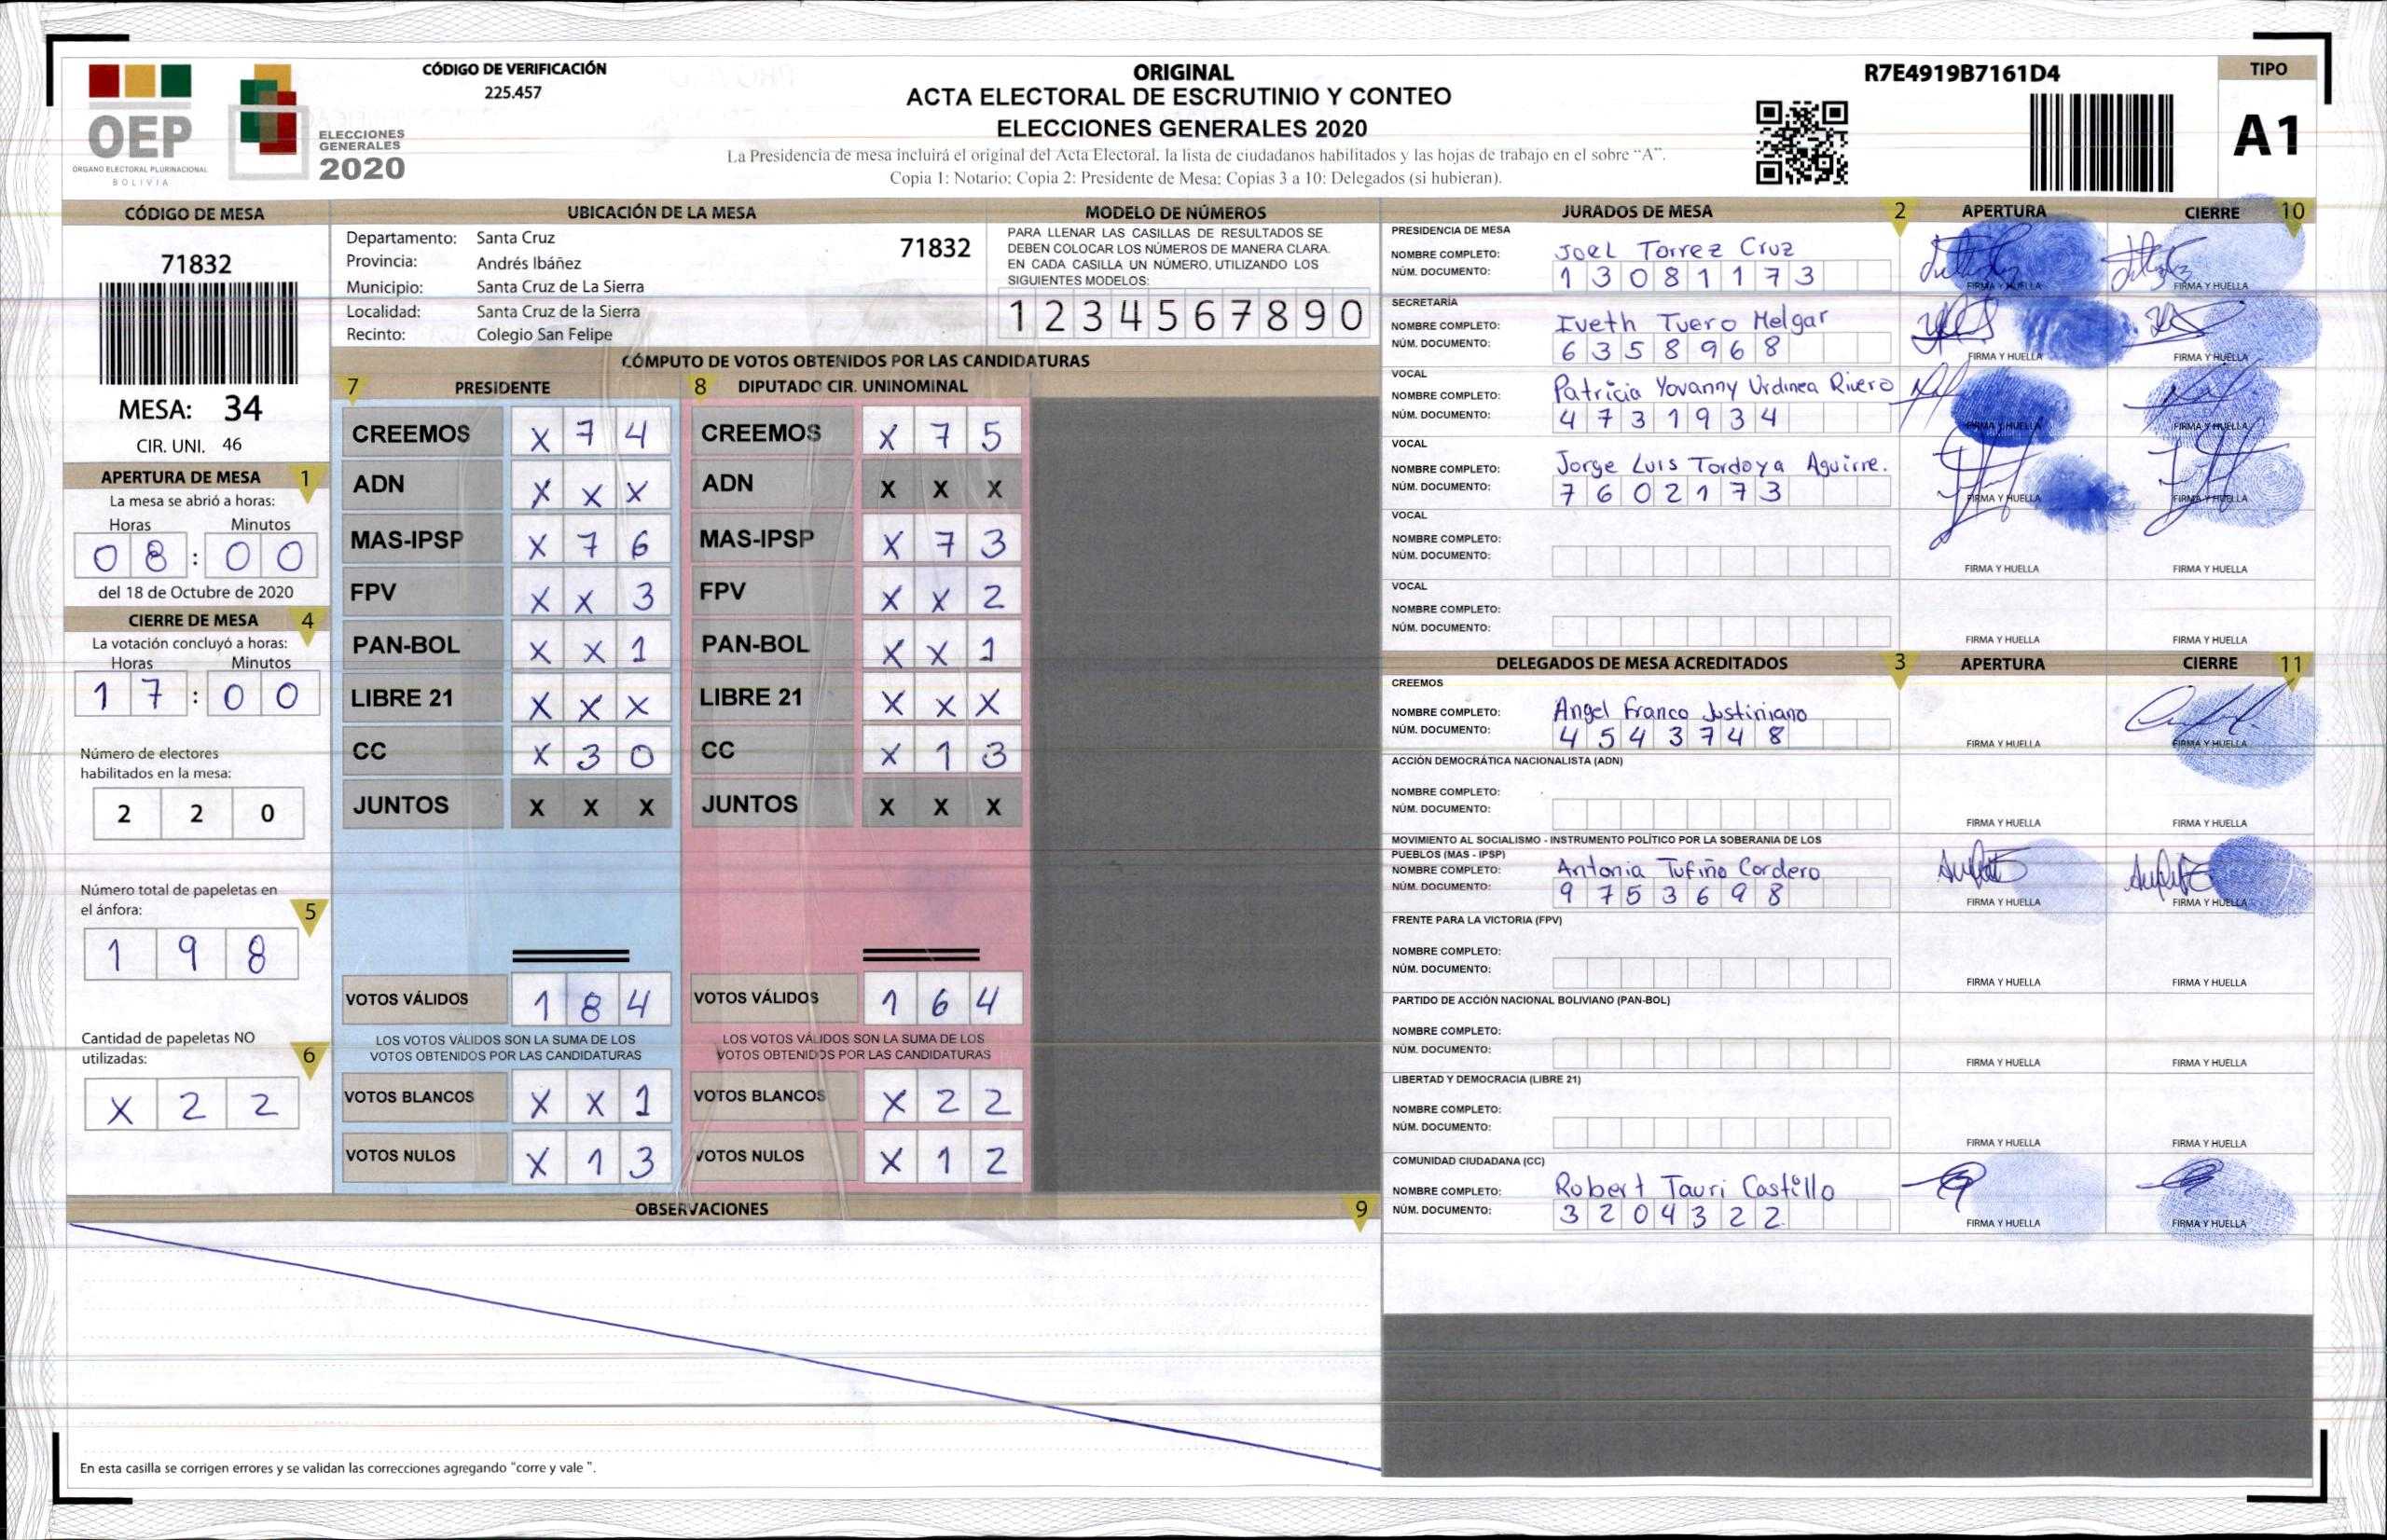 CÓDIGO DE VERIFICACIÓN
225.457
OEP
ORGANO ELECTORAL PLURINACIONAL
BOLIVIA
ELECCIONES
GENERALES
2020
ORIGINAL
ACTA ELECTORAL DE ESCRUTINIO Y CONTEO
ELECCIONES GENERALES 2020
La Presidencia de mesa incluirá el original del Acta Electoral, la lista de ciudadanos habilitados y las hojas de trabajo en el sobre “A”.
Copia 1: Notario; Copia 2: Presidente de Mesa; Copias 3 a 10: Delegados (si hubieran).
R7E4919B7161D4
TIPO
A1
CÓDIGO DE MESA
71832
MESA: 34
CIR. UNI. 46
APERTURA DE MESA 1
La mesa se abrió a horas:
Horas Minutos
0 8 : 0 0
del 18 de Octubre de 2020
CIERRE DE MESA 4
La votación concluyó a horas:
Horas Minutos
1 7 : 0 0
Número de electores
habilitados en la mesa:
2 2 0
Número total de papeletas en
el ánfora: 5
1 9 8
Cantidad de papeletas NO
utilizadas: 6
X 2 2
UBICACIÓN DE LA MESA
Departamento: Santa Cruz 71832
Provincia: Andrés Ibáñez
Municipio: Santa Cruz de La Sierra
Localidad: Santa Cruz de la Sierra
Recinto: Colegio San Felipe
MODELO DE NÚMEROS
PARA LLENAR LAS CASILLAS DE RESULTADOS SE
DEBEN COLOCAR LOS NÚMEROS DE MANERA CLARA.
EN CADA CASILLA UN NÚMERO, UTILIZANDO LOS
SIGUIENTES MODELOS:
1 2 3 4 5 6 7 8 9 0
CÓMPUTO DE VOTOS OBTENIDOS POR LAS CANDIDATURAS
7 PRESIDENTE 8 DIPUTADO CIR. UNINOMINAL
CREEMOS X 7 4 CREEMOS X 7 5
ADN X X X ADN X X X
MAS-IPSP X 7 6 MAS-IPSP X 7 3
FPV X X 3 FPV X X 2
PAN-BOL X X 1 PAN-BOL X X 1
LIBRE 21 X X X LIBRE 21 X X X
CC X 3 0 CC X 1 3
JUNTOS X X X JUNTOS X X X
VOTOS VÁLIDOS 1 8 4 VOTOS VÁLIDOS 1 6 4
LOS VOTOS VÁLIDOS SON LA SUMA DE LOS LOS VOTOS VÁLIDOS SON LA SUMA DE LOS
VOTOS OBTENIDOS POR LAS CANDIDATURAS VOTOS OBTENIDOS POR LAS CANDIDATURAS
VOTOS BLANCOS X X 1 VOTOS BLANCOS X 2 2
VOTOS NULOS X 1 3 VOTOS NULOS X 1 2
OBSERVACIONES 9
En esta casilla se corrigen errores y se validan las correcciones agregando "corre y vale ".
JURADOS DE MESA 2 APERTURA CIERRE 10
PRESIDENCIA DE MESA
NOMBRE COMPLETO: Joel Torrez Cruz
NÚM. DOCUMENTO: 1 3 0 8 1 1 7 3 FIRMA Y HUELLA FIRMA Y HUELLA
SECRETARÍA
NOMBRE COMPLETO: Iveth Tuero Melgar
NÚM. DOCUMENTO: 6 3 5 8 9 6 8 FIRMA Y HUELLA FIRMA Y HUELLA
VOCAL
NOMBRE COMPLETO: Patricia Yovanny Urdinea Rivero
NÚM. DOCUMENTO: 4 7 3 1 9 3 4 FIRMA Y HUELLA FIRMA Y HUELLA
VOCAL
NOMBRE COMPLETO: Jorge Luis Tordoya Aguirre.
NÚM. DOCUMENTO: 7 6 0 2 1 7 3 FIRMA Y HUELLA FIRMA Y HUELLA
VOCAL
NOMBRE COMPLETO:
NÚM. DOCUMENTO: FIRMA Y HUELLA FIRMA Y HUELLA
VOCAL
NOMBRE COMPLETO:
NÚM. DOCUMENTO: FIRMA Y HUELLA FIRMA Y HUELLA
DELEGADOS DE MESA ACREDITADOS 3 APERTURA CIERRE 11
CREEMOS
NOMBRE COMPLETO: Angel Franco Justiniano
NÚM. DOCUMENTO: 4 5 4 3 7 4 8 FIRMA Y HUELLA FIRMA Y HUELLA
ACCIÓN DEMOCRÁTICA NACIONALISTA (ADN)
NOMBRE COMPLETO:
NÚM. DOCUMENTO: FIRMA Y HUELLA FIRMA Y HUELLA
MOVIMIENTO AL SOCIALISMO - INSTRUMENTO POLÍTICO POR LA SOBERANIA DE LOS
PUEBLOS (MAS - IPSP)
NOMBRE COMPLETO: Antonia Tufiño Cordero
NÚM. DOCUMENTO: 9 7 5 3 6 9 8 FIRMA Y HUELLA FIRMA Y HUELLA
FRENTE PARA LA VICTORIA (FPV)
NOMBRE COMPLETO:
NÚM. DOCUMENTO: FIRMA Y HUELLA FIRMA Y HUELLA
PARTIDO DE ACCIÓN NACIONAL BOLIVIANO (PAN-BOL)
NOMBRE COMPLETO:
NÚM. DOCUMENTO: FIRMA Y HUELLA FIRMA Y HUELLA
LIBERTAD Y DEMOCRACIA (LIBRE 21)
NOMBRE COMPLETO:
NÚM. DOCUMENTO: FIRMA Y HUELLA FIRMA Y HUELLA
COMUNIDAD CIUDADANA (CC)
NOMBRE COMPLETO: Robert Tauri Castillo
NÚM. DOCUMENTO: 3 2 0 4 3 2 2 FIRMA Y HUELLA FIRMA Y HUELLA